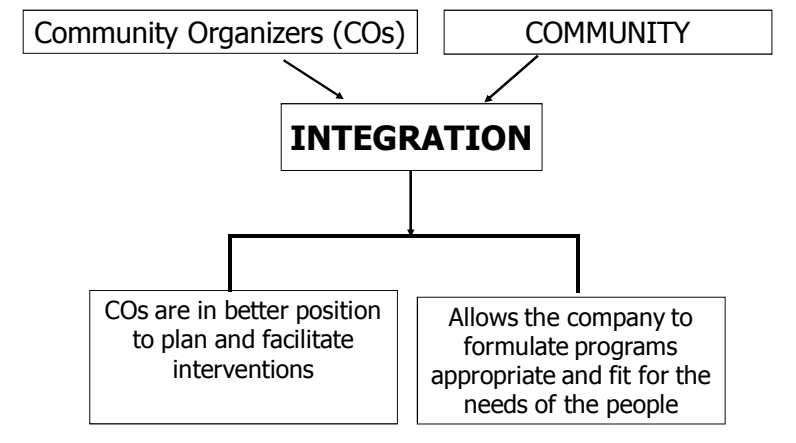 Community Organizers (COs)
COMMUNITY
INTEGRATION
COs are in better position
to plan and facilitate
interventions
Allows the company to
formulate programs
appropriate and fit for the
needs of the people